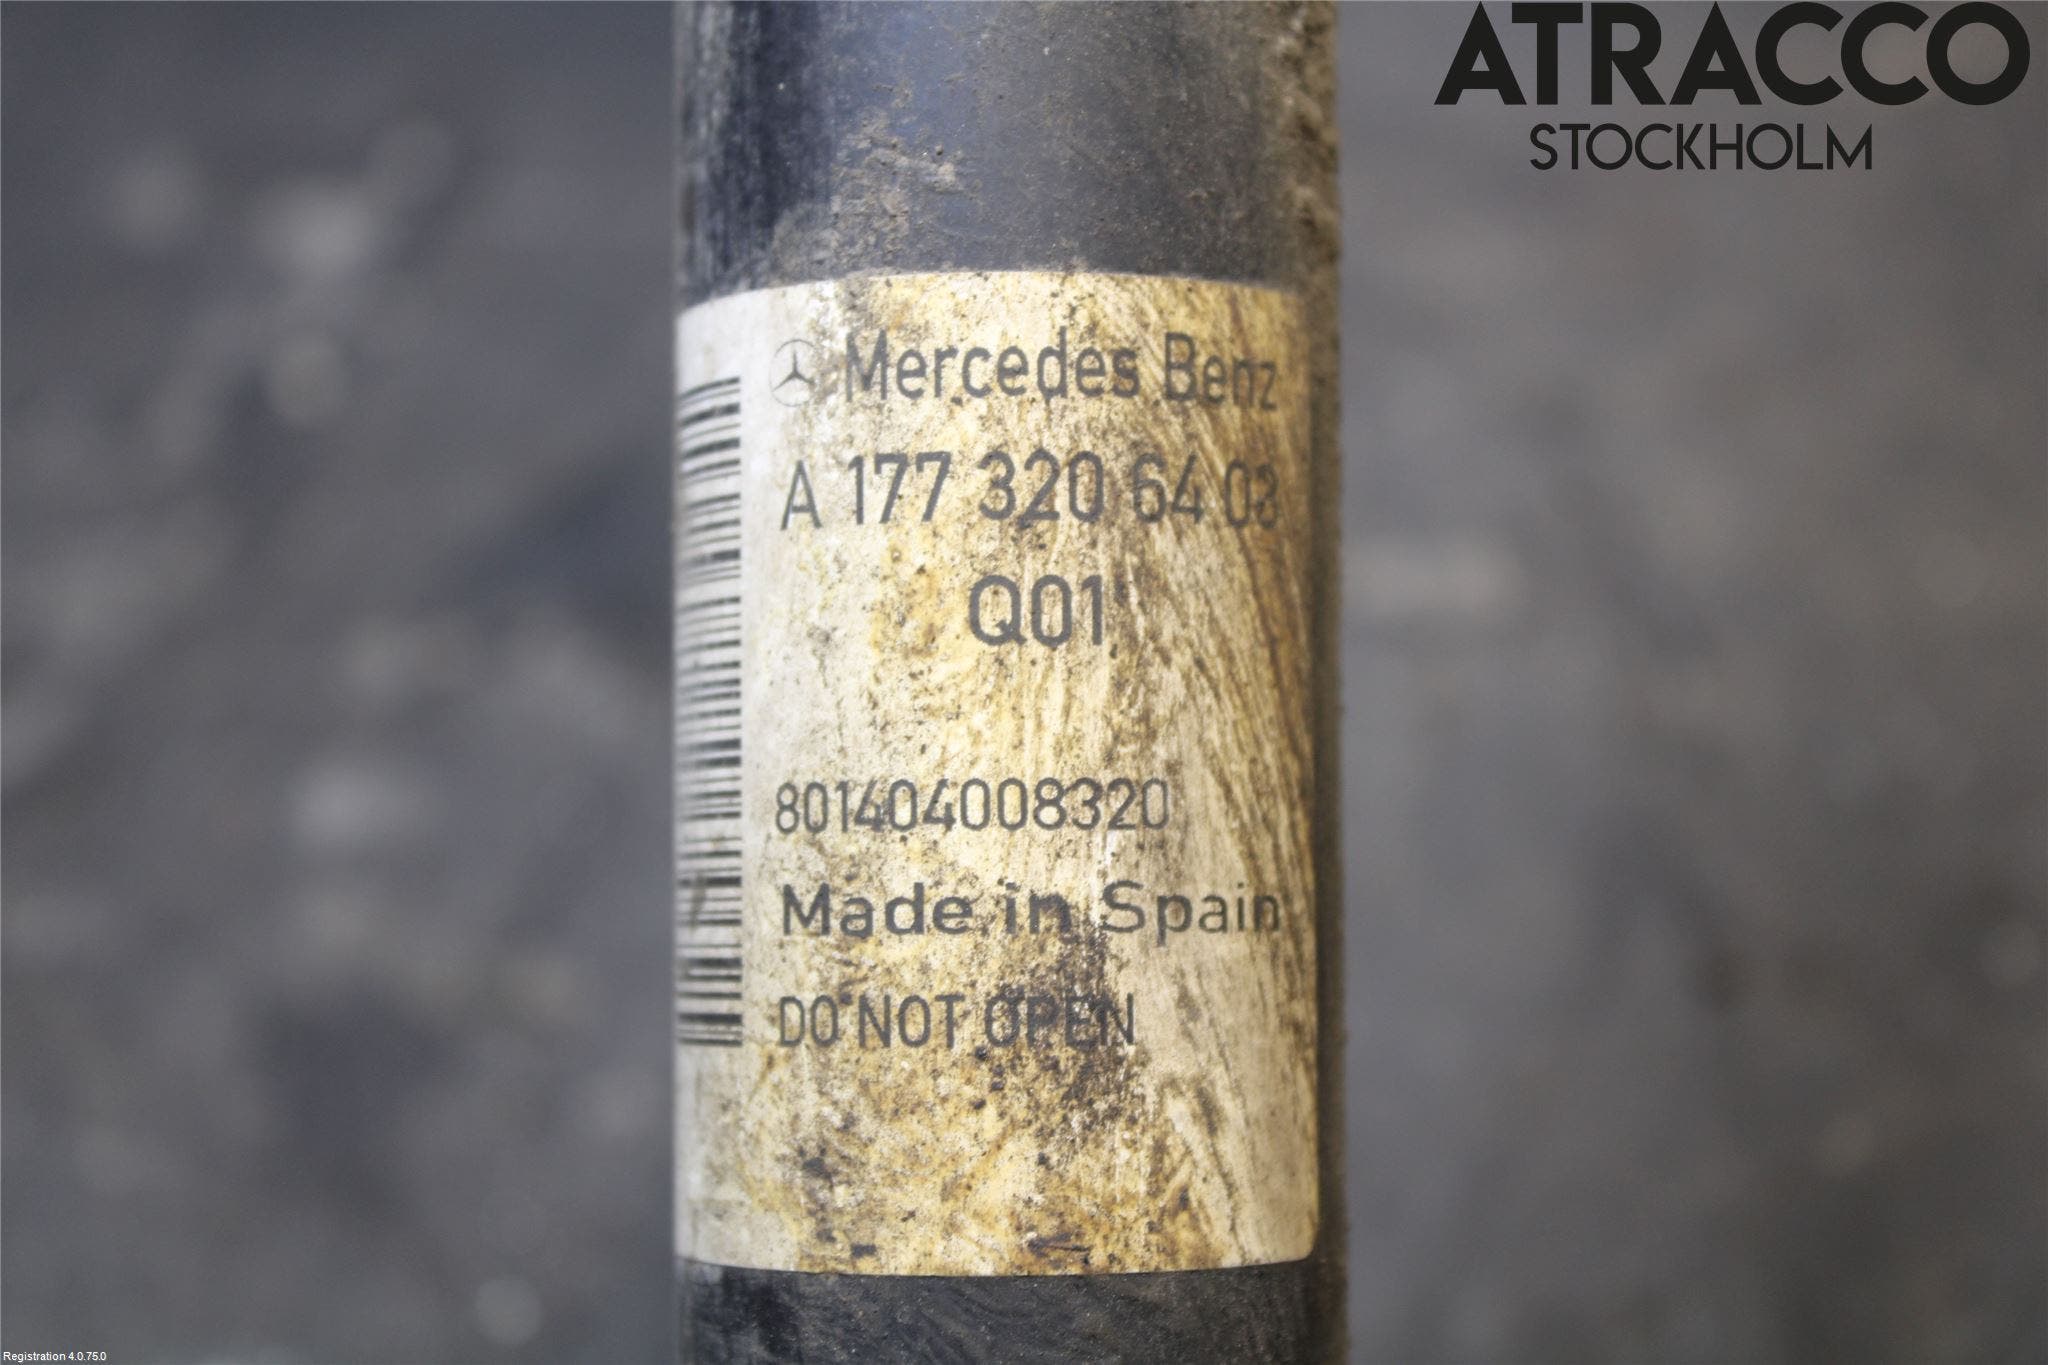 ATRACCO
STOCKHOLM
Mercedes Benz
A 177 320 64 03
Q01
801404008320
Made in Spain
DO NOT OPEN
Registration 4.0.75.0